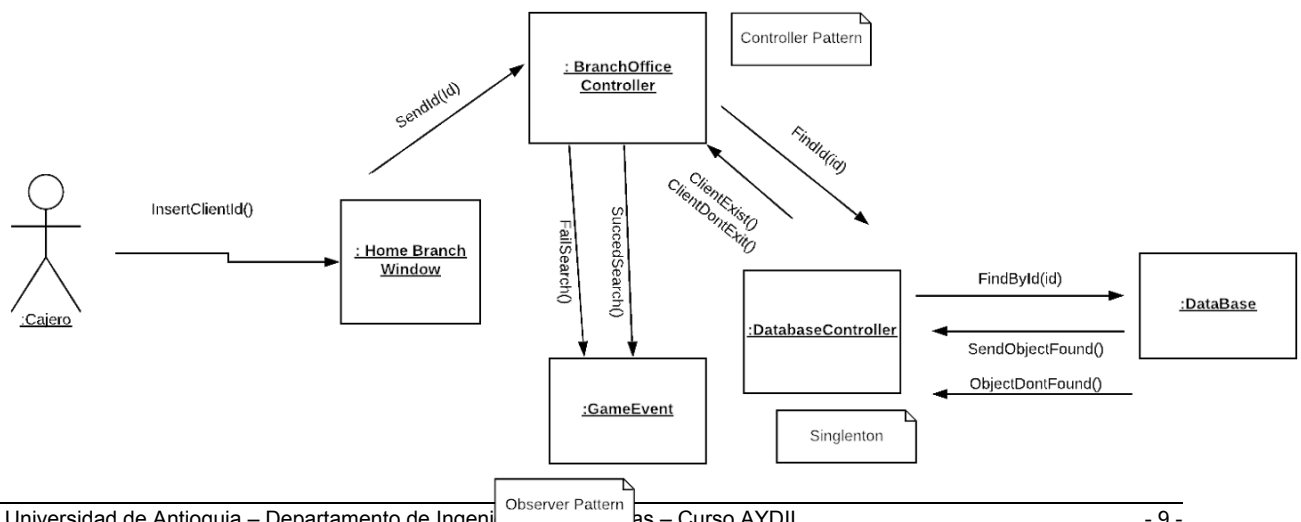 Controller Pattern
: BranchOffice
Controller
SendId(Id)
FindId(id)
ClientExist()
ClientDontExit()
InsertClientId()
: Home Branch
Window
FailSearch()
SuccedSearch()
:Cajero
:DatabaseController
FindById(id)
:DataBase
SendObjectFound()
ObjectDontFound()
:GameEvent
Singlenton
Observer Pattern
Universidad de Antioquia – Departamento de Ingeni
as – Curso AYDII
- 9 -